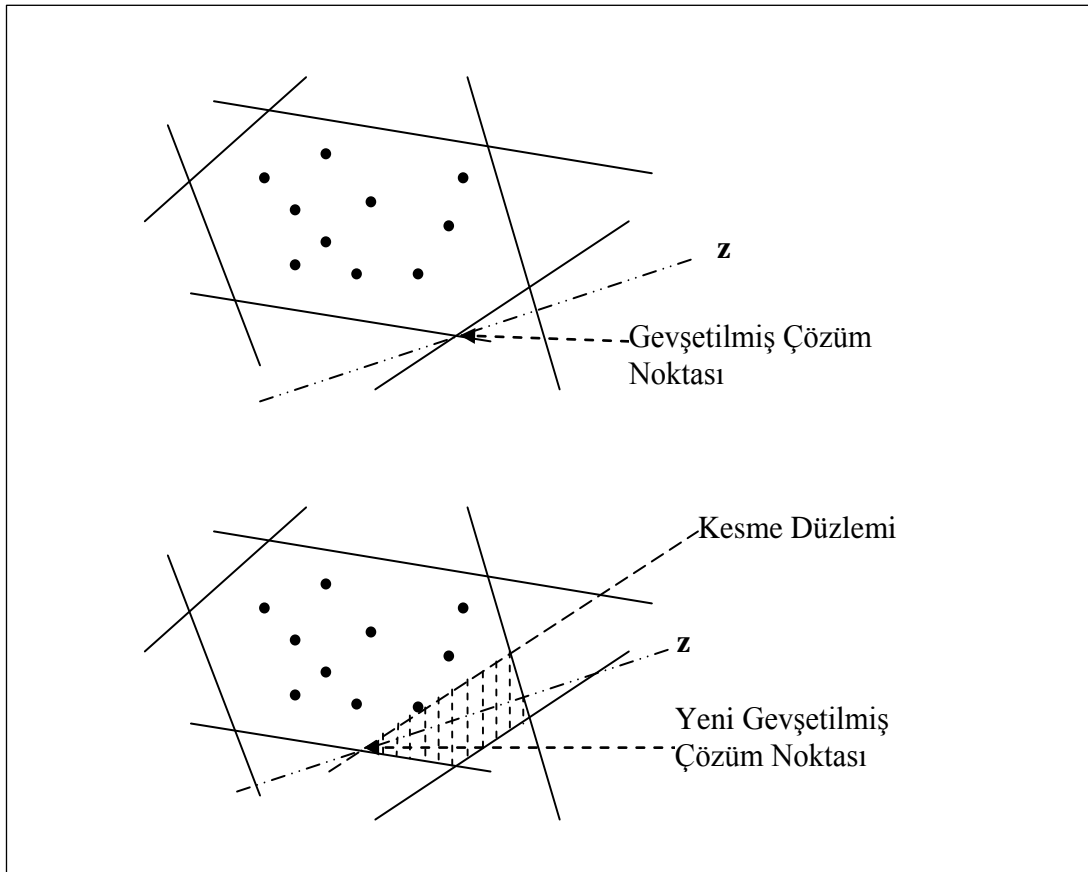 z
Gevşetilmiş Çözüm
Noktası
Kesme Düzlemi
z
Yeni Gevşetilmiş
Çözüm Noktası